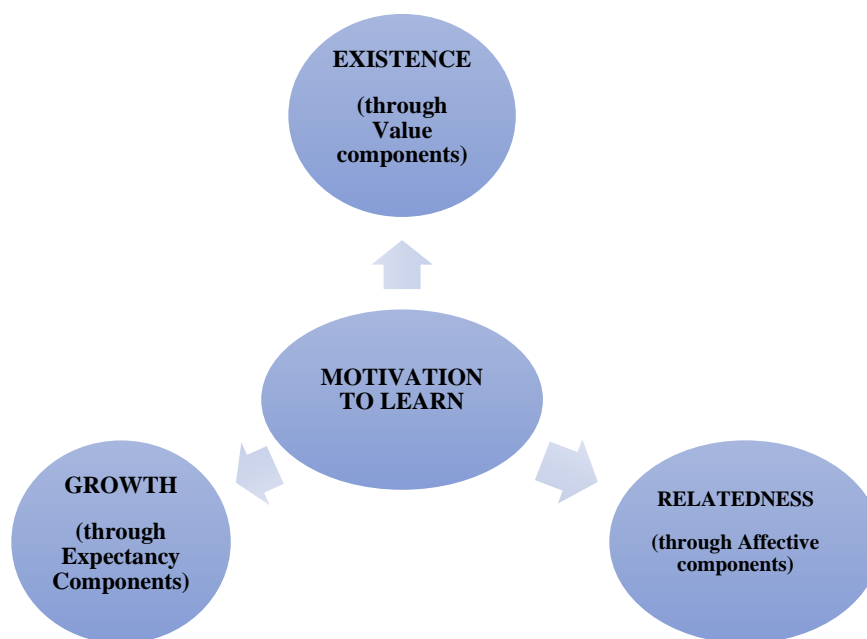 EXISTENCE
(through
Value
components)
MOTIVATION
TO LEARN
GROWTH
(through
Expectancy
Components)
RELATEDNESS
(through Affective
components)